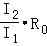 I₂
I₁ * R₀